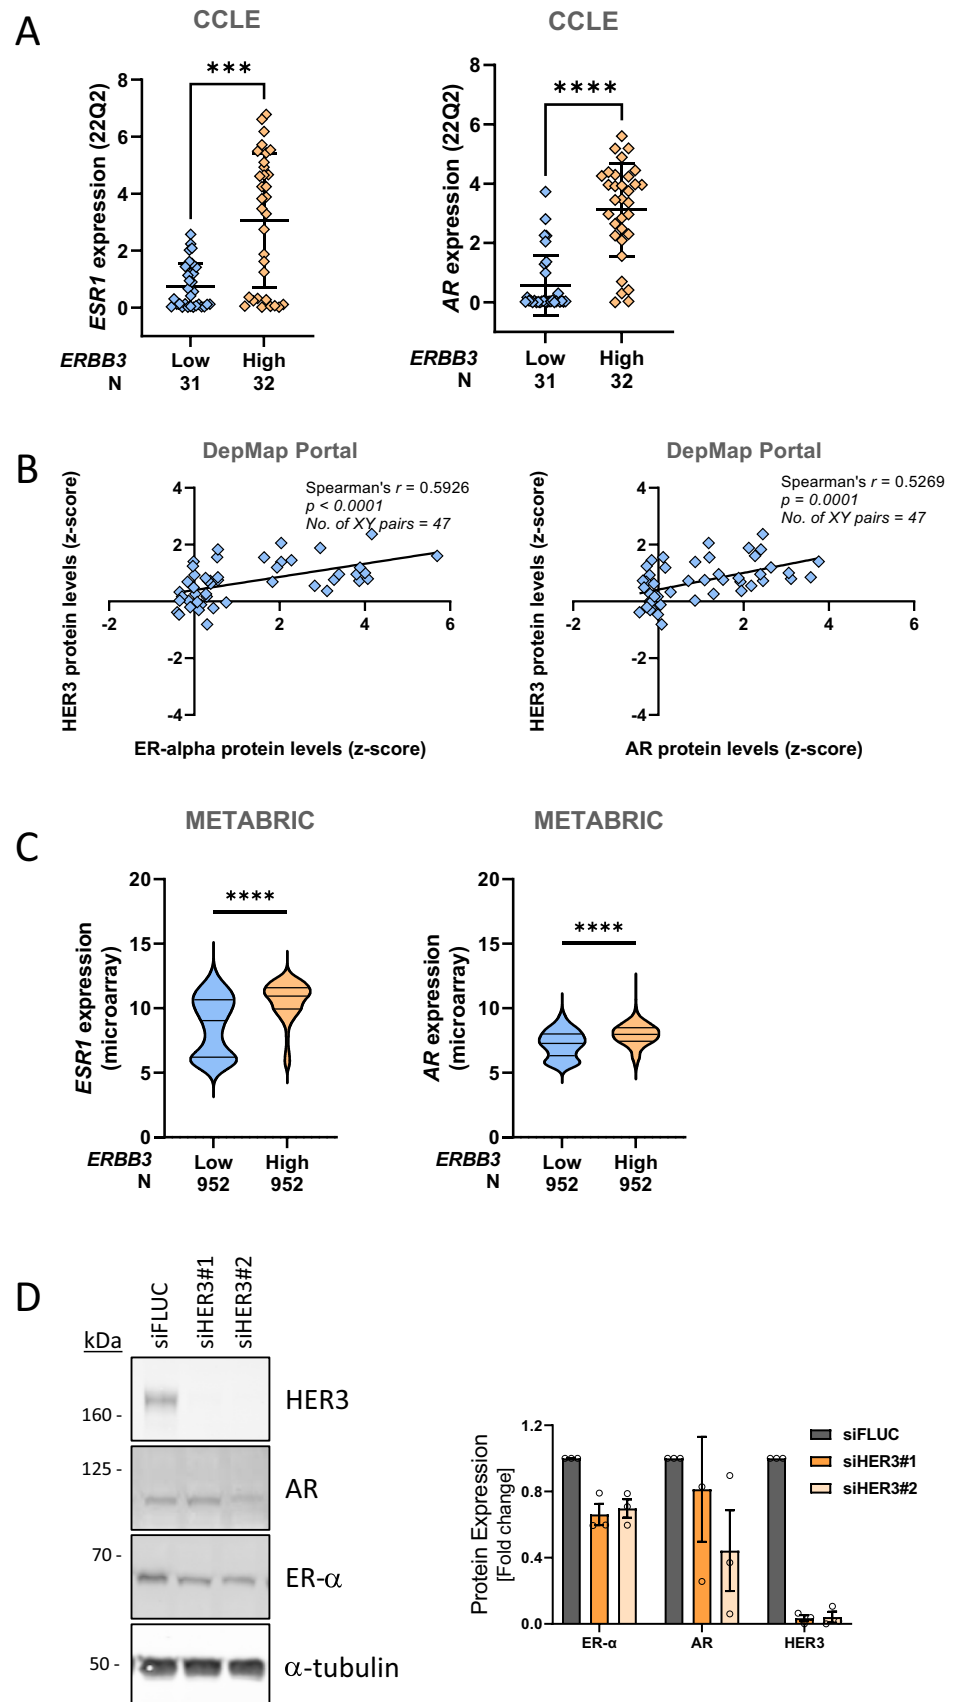 A
CCLE
***
ESR1 expression (22Q2)
8
6
4
2
0
ERBB3 Low High
N 31 32
CCLE
****
AR expression (22Q2)
8
6
4
2
0
ERBB3 Low High
N 31 32
B
DepMap Portal
Spearman's r = 0.5926
p < 0.0001
No. of XY pairs = 47
HER3 protein levels (z-score)
4
2
-2
-4
-2 2 4 6
ER-alpha protein levels (z-score)
DepMap Portal
Spearman's r = 0.5269
p = 0.0001
No. of XY pairs = 47
HER3 protein levels (z-score)
4
2
-2
-4
-2 2 4 6
AR protein levels (z-score)
C
METABRIC
****
ESR1 expression
(microarray)
20
15
10
5
0
ERBB3 Low High
N 952 952
METABRIC
****
AR expression
(microarray)
20
15
10
5
0
ERBB3 Low High
N 952 952
D
kDa
siFLUC
siHER3#1
siHER3#2
160 -
HER3
125 -
AR
70 -
ER-α
50 -
α-tubulin
Protein Expression
[Fold change]
1.2
0.8
0.4
0.0
ER-α AR HER3
siFLUC
siHER3#1
siHER3#2